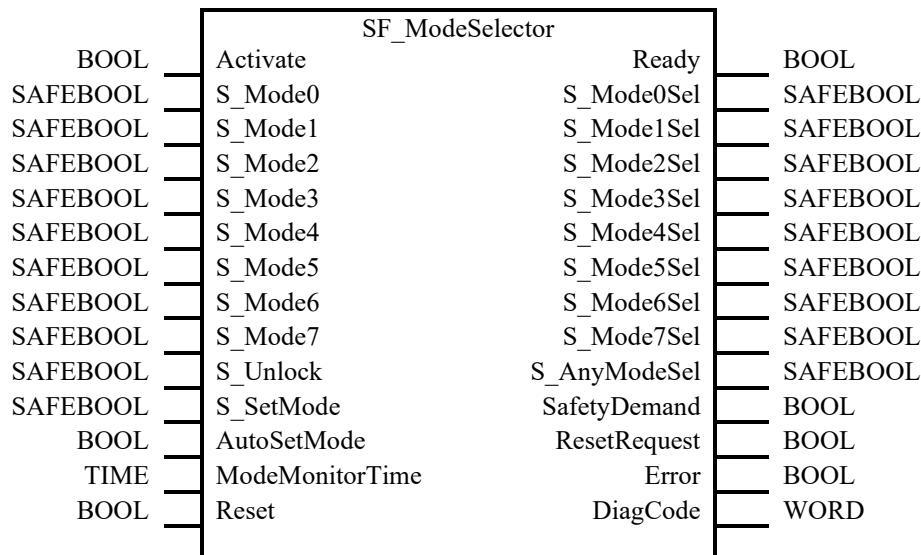 SF_ModeSelector
BOOL Activate Ready BOOL
SAFEBOOL S_Mode0 S_Mode0Sel SAFEBOOL
SAFEBOOL S_Mode1 S_Mode1Sel SAFEBOOL
SAFEBOOL S_Mode2 S_Mode2Sel SAFEBOOL
SAFEBOOL S_Mode3 S_Mode3Sel SAFEBOOL
SAFEBOOL S_Mode4 S_Mode4Sel SAFEBOOL
SAFEBOOL S_Mode5 S_Mode5Sel SAFEBOOL
SAFEBOOL S_Mode6 S_Mode6Sel SAFEBOOL
SAFEBOOL S_Mode7 S_Mode7Sel SAFEBOOL
SAFEBOOL S_Unlock S_AnyModeSel SAFEBOOL
SAFEBOOL S_SetMode SafetyDemand BOOL
BOOL AutoSetMode ResetRequest BOOL
TIME ModeMonitorTime Error BOOL
BOOL Reset DiagCode WORD